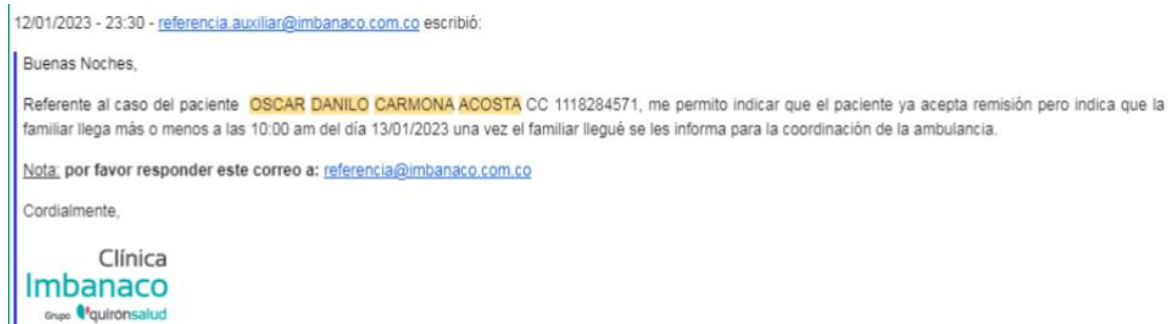 12/01/2023 - 23:30 - referencia.auxiliar@imbanaco.com.co escribió:
Buenas Noches,
Referente al caso del paciente OSCAR DANILO CARMONA ACOSTA CC 1118284571, me permito indicar que el paciente ya acepta remisión pero indica que la
familiar llega más o menos a las 10:00 am del día 13/01/2023 una vez el familiar llegué se les informa para la coordinación de la ambulancia.
Nota: por favor responder este correo a: referencia@imbanaco.com.co
Cordialmente,
Clínica
Imbanaco
Grupo quirónsalud